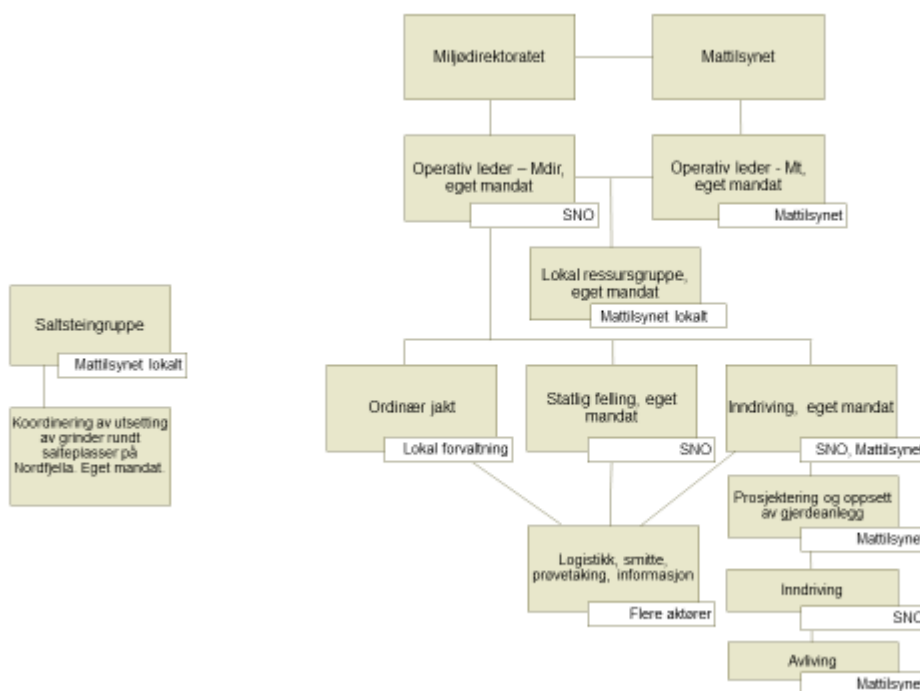 Miljødirektoratet
Mattilsynet
Operativ leder – Mdir,
eget mandat
SNO
Operativ leder - Mt,
eget mandat
Mattilsynet
Lokal ressursgruppe,
eget mandat
Mattilsynet lokalt
Saltsteingruppe
Mattilsynet lokalt
Koordinering av utsetting
av grinder rundt
salteplasser på
Nordfjella. Eget mandat.
Ordinær jakt
Lokal forvaltning
Statlig felling, eget
mandat
SNO
Inndriving, eget mandat
SNO, Mattilsynet
Prosjektering og oppsett
av gjerdeanlegg
Mattilsynet
Logistikk, smitte,
prøvetaking, informasjon
Flere aktører
Inndriving
SNO
Avliving
Mattilsynet